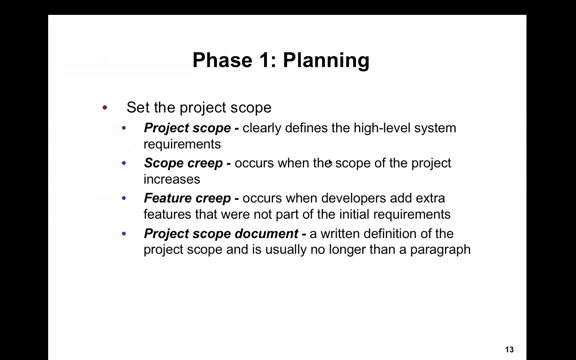 Phase 1: Planning
• Set the project scope
• Project scope - clearly defines the high-level system
requirements
• Scope creep - occurs when the scope of the project
increases
• Feature creep - occurs when developers add extra
features that were not part of the initial requirements
• Project scope document - a written definition of the
project scope and is usually no longer than a paragraph
13